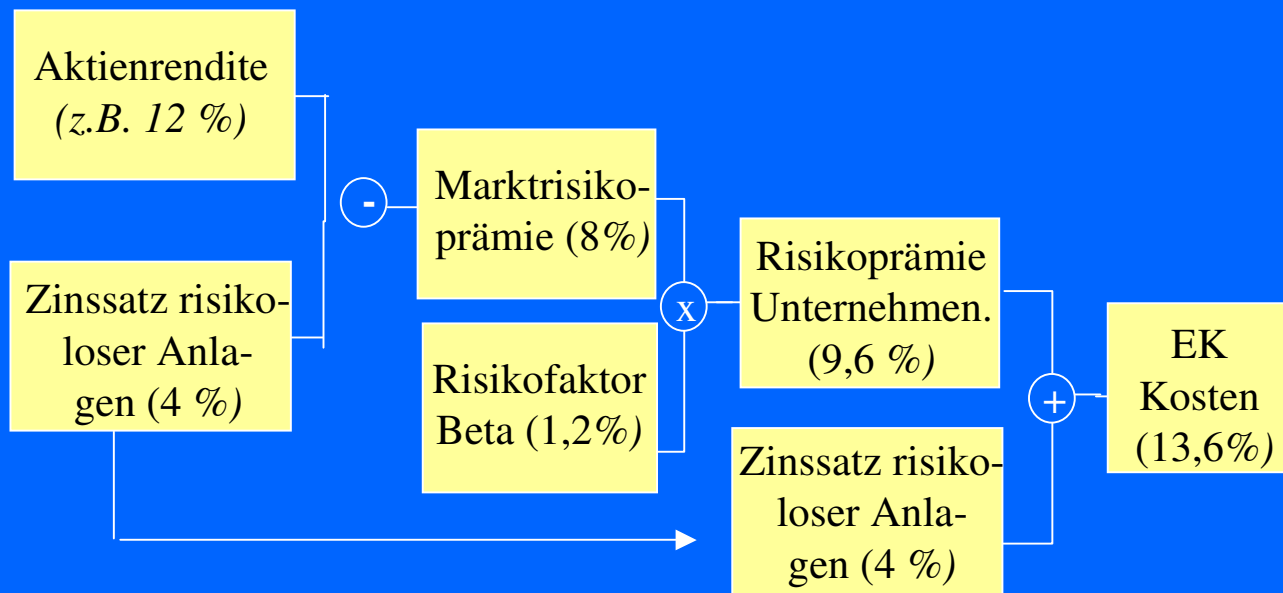 Aktienrendite
(z.B. 12 %)
Zinssatz risiko-
loser Anla-
gen (4 %)
-
Marktrisiko-
prämie (8%)
Risikofaktor
Beta (1,2%)
x
Risikoprämie
Unternehmen.
(9,6 %)
Zinssatz risiko-
loser Anla-
gen (4 %)
+
EK
Kosten
(13,6%)